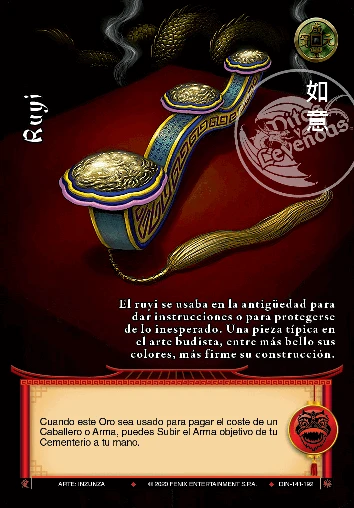 Ruyi
如意
Mitos y Leyendas
El ruyi se usaba en la antigüedad para
dar instrucciones o para protegerse
de lo inesperado. Una pieza típica en
el arte budista, entre más bello sus
colores, más firme su construcción.
Cuando este Oro sea usado para pagar el coste de un
Caballero o Arma, puedes Subir el Arma objetivo de tu
Cementerio a tu mano.
ARTE: INZUNZA
© 2020 FENIX ENTERTAINMENT S.P.A.
DIN-141-192